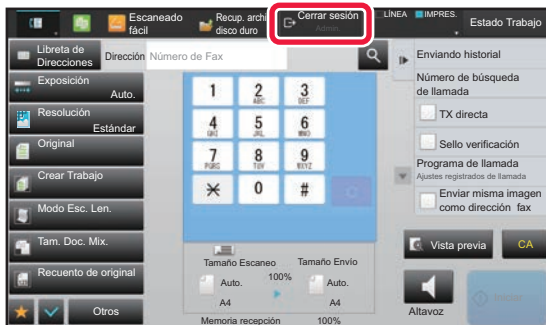 Escaneado
fácil
Recup. archi
disco duro
Cerrar sesión
Admin.
LÍNEA
IMPRES.
Estado Trabajo
Libreta de
Direcciones
Dirección
Número de Fax
Exposición
Auto.
Resolución
Estándar
Original
Crear Trabajo
Modo Esc. Len.
Tam. Doc. Mix.
Recuento de original
Otros
1
2
ABC
3
DEF
4
GHI
5
JKL
6
MNO
7
PQRS
8
TUV
9
WXYZ
0
#
Tamaño Escaneo
Tamaño Envío
Auto.
100%
Auto.
A4
A4
Memoria recepción
100%
Enviando historial
Número de búsqueda
de llamada
TX directa
Sello verificación
Programa de llamada
Ajustes registrados de llamada
Enviar misma imagen
como dirección fax
Vista previa
CA
Altavoz
Iniciar